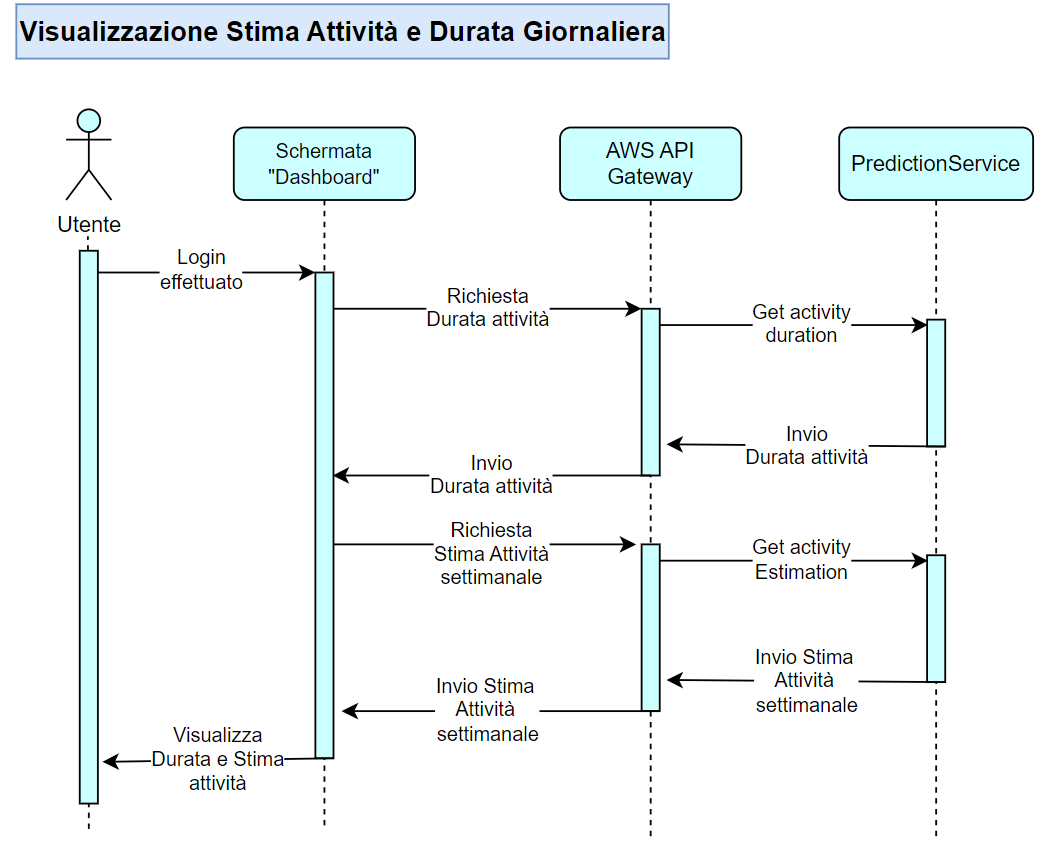 Visualizzazione Stima Attività e Durata Giornaliera
Utente
Schermata
"Dashboard"
AWS API
Gateway
PredictionService
Login
effettuato
Richiesta
Durata attività
Get activity
duration
Invio
Durata attività
Invio
Durata attività
Richiesta
Stima Attività
settimanale
Get activity
Estimation
Invio Stima
Attività
settimanale
Invio Stima
Attività
settimanale
Visualizza
Durata e Stima
attività